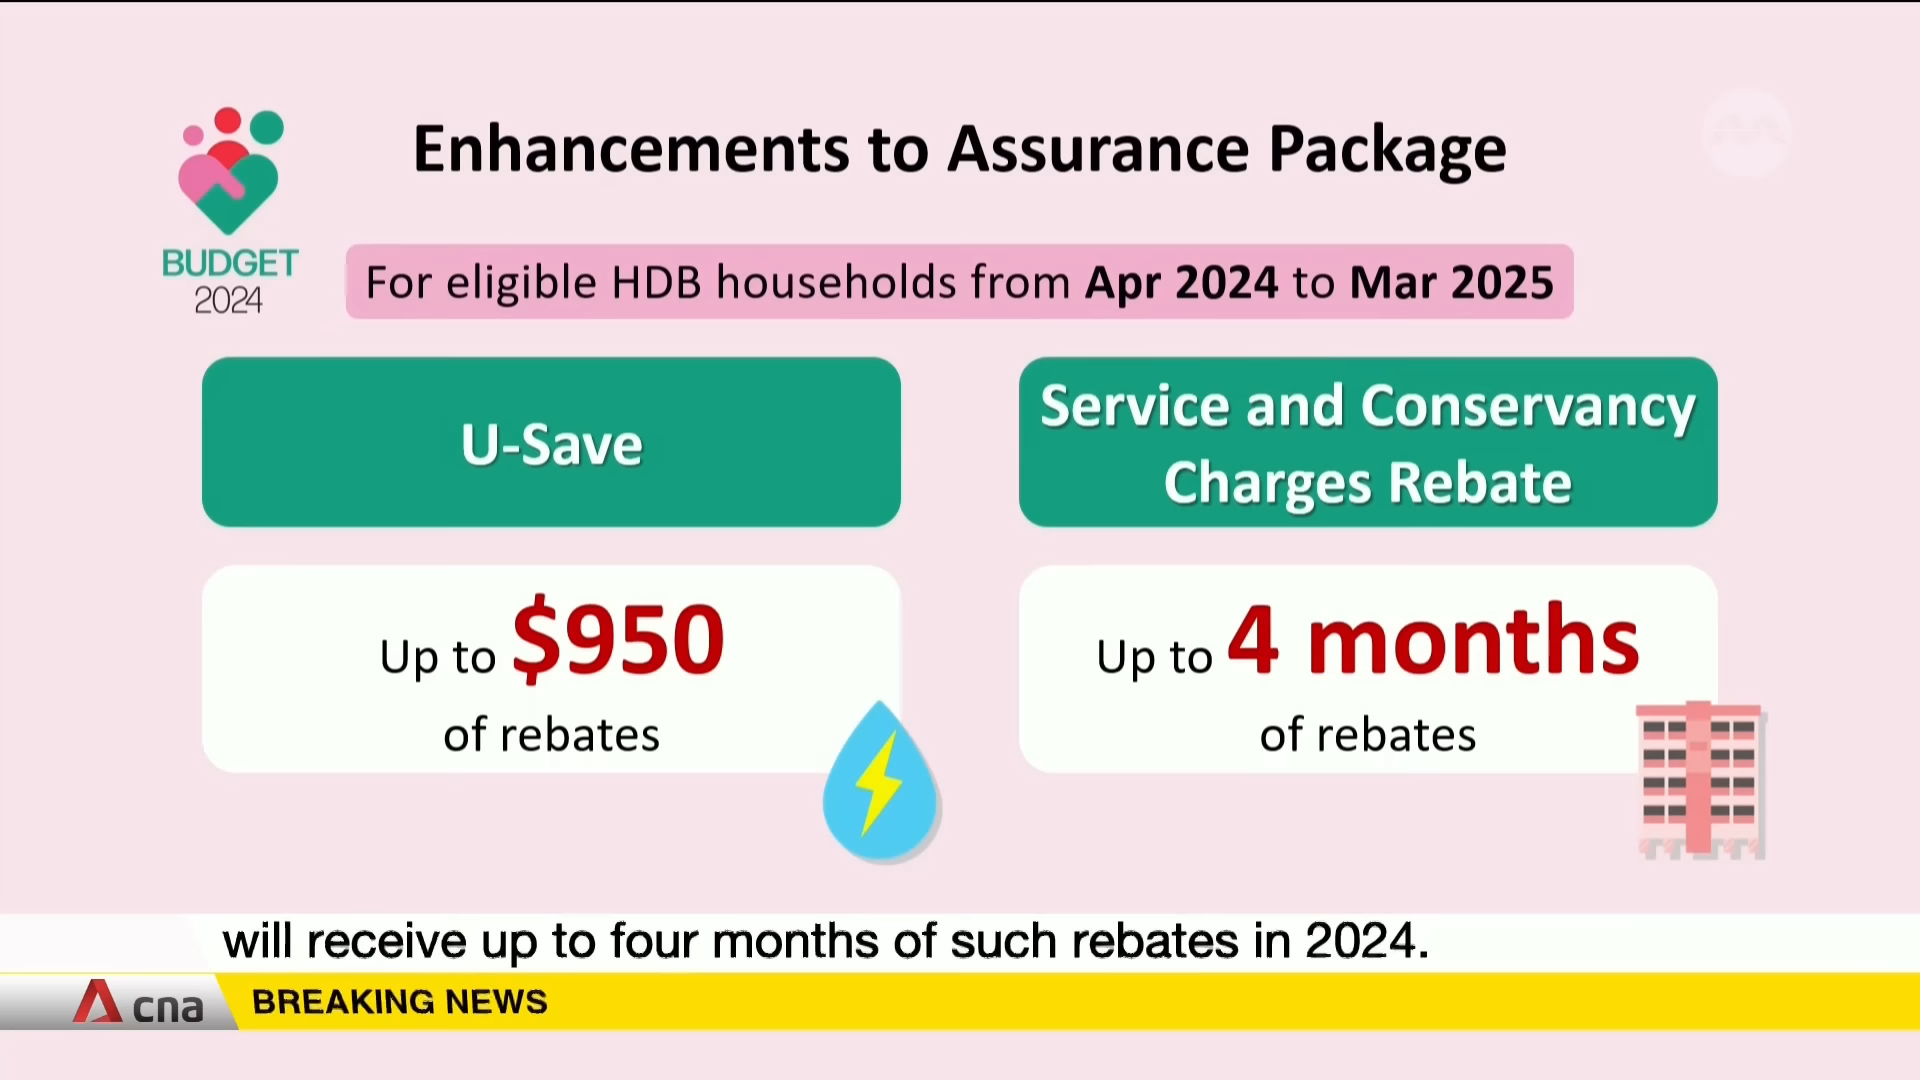 Enhancements to Assurance Package
BUDGET
2024
For eligible HDB households from Apr 2024 to Mar 2025
U-Save
Up to $950
of rebates
Service and Conservancy
Charges Rebate
Up to 4 months
of rebates
will receive up to four months of such rebates in 2024.
cna
BREAKING NEWS